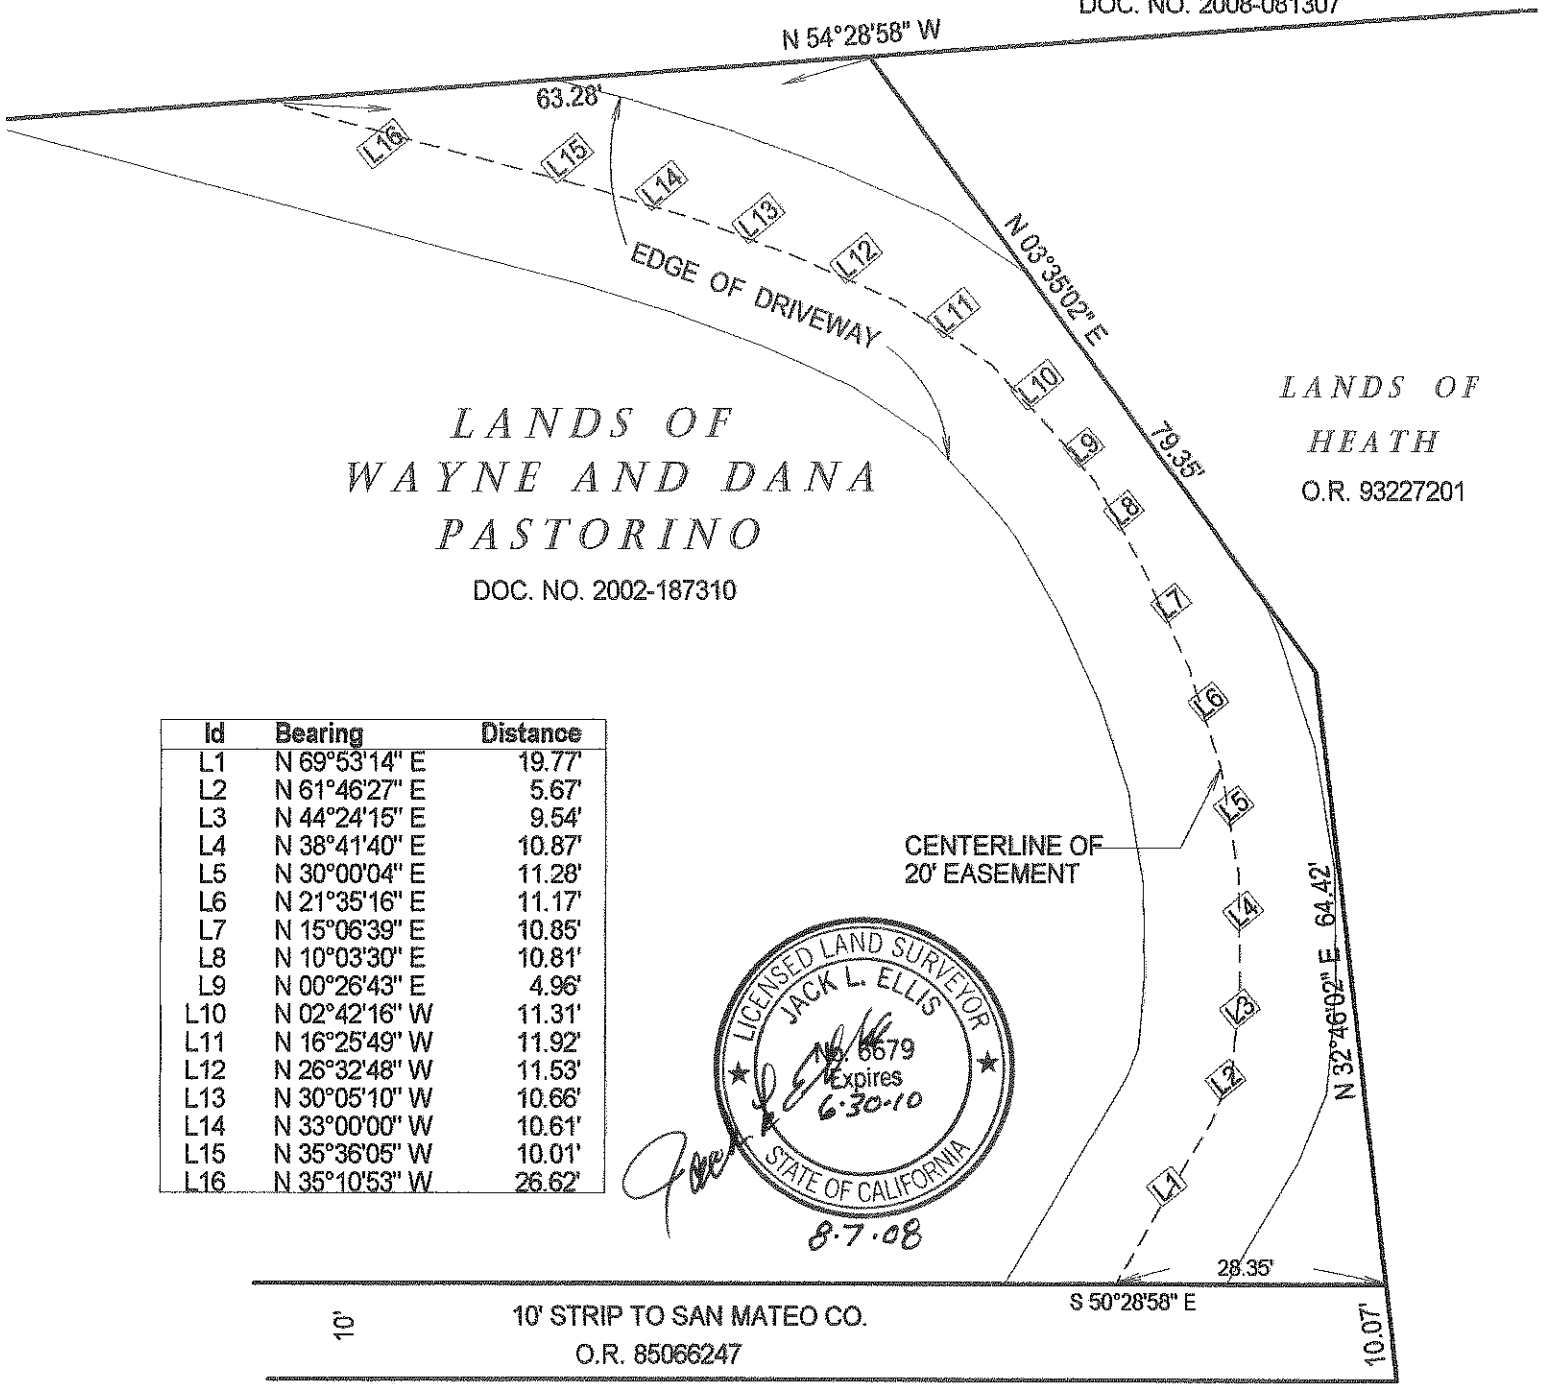 DOC. NO. 2008-081307
N 54°28'58" W
63.28'
L16
L15
L14
L13
L12
L11
L10
L9
L8
L7
L6
L5
L4
L3
L2
L1
EDGE OF DRIVEWAY
N 03°35'02" E
79.35'
LANDS OF
HEATH
O.R. 93227201
LANDS OF
WAYNE AND DANA
PASTORINO
DOC. NO. 2002-187310
Id Bearing Distance
L1 N 69°53'14" E 19.77'
L2 N 61°46'27" E 5.67'
L3 N 44°24'15" E 9.54'
L4 N 38°41'40" E 10.87'
L5 N 30°00'04" E 11.28'
L6 N 21°35'16" E 11.17'
L7 N 15°06'39" E 10.85'
L8 N 10°03'30" E 10.81'
L9 N 00°26'43" E 4.96'
L10 N 02°42'16" W 11.31'
L11 N 16°25'49" W 11.92'
L12 N 26°32'48" W 11.53'
L13 N 30°05'10" W 10.66'
L14 N 33°00'00" W 10.61'
L15 N 35°36'05" W 10.01'
L16 N 35°10'53" W 26.62'
CENTERLINE OF
20' EASEMENT
N 32°46'02" E 64.42'
LICENSED LAND SURVEYOR
JACK L. ELLIS
No. 6679
Expires
6-30-10
STATE OF CALIFORNIA
Jack L Ellis
8-7-08
28.35'
S 50°28'58" E
10'
10' STRIP TO SAN MATEO CO.
O.R. 85066247
10.07'